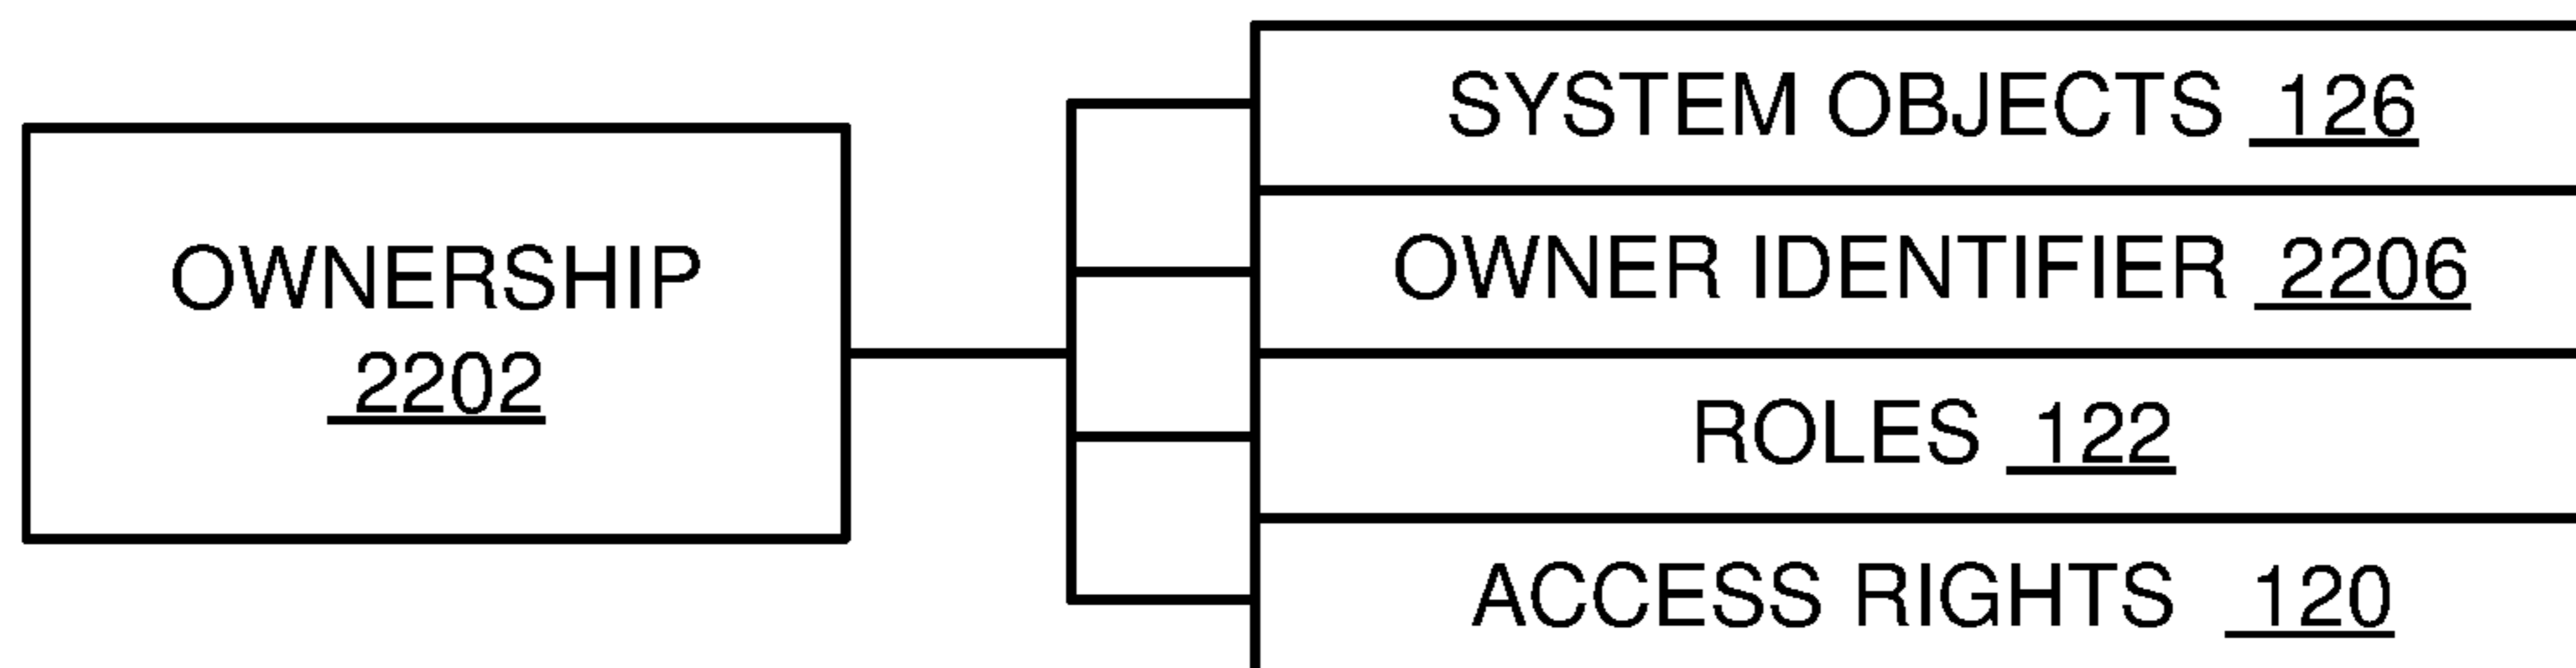 OWNERSHIP
2202
SYSTEM OBJECTS 126
OWNER IDENTIFIER 2206
ROLES 122
ACCESS RIGHTS 120